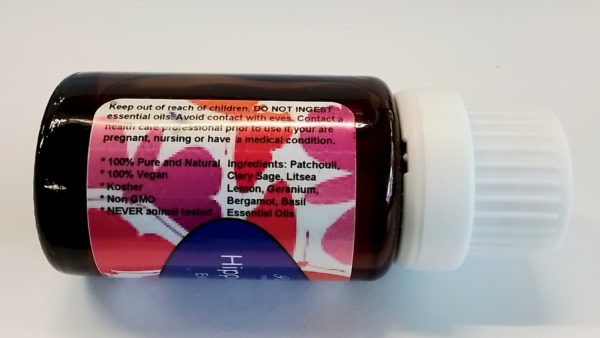 Keep out of reach of children. DO NOT INGEST
essential oils. Avoid contact with eyes. Contact a
health care professional prior to use if your are
pregnant, nursing or have a medical condition.
* 100% Pure and Natural
* 100% Vegan
* Kosher
* Non GMO
* NEVER animal tested
Ingredients: Patchouli,
Clary Sage, Litsea
Lemon, Geranium,
Bergamot, Basil
Essential Oils
Hipp